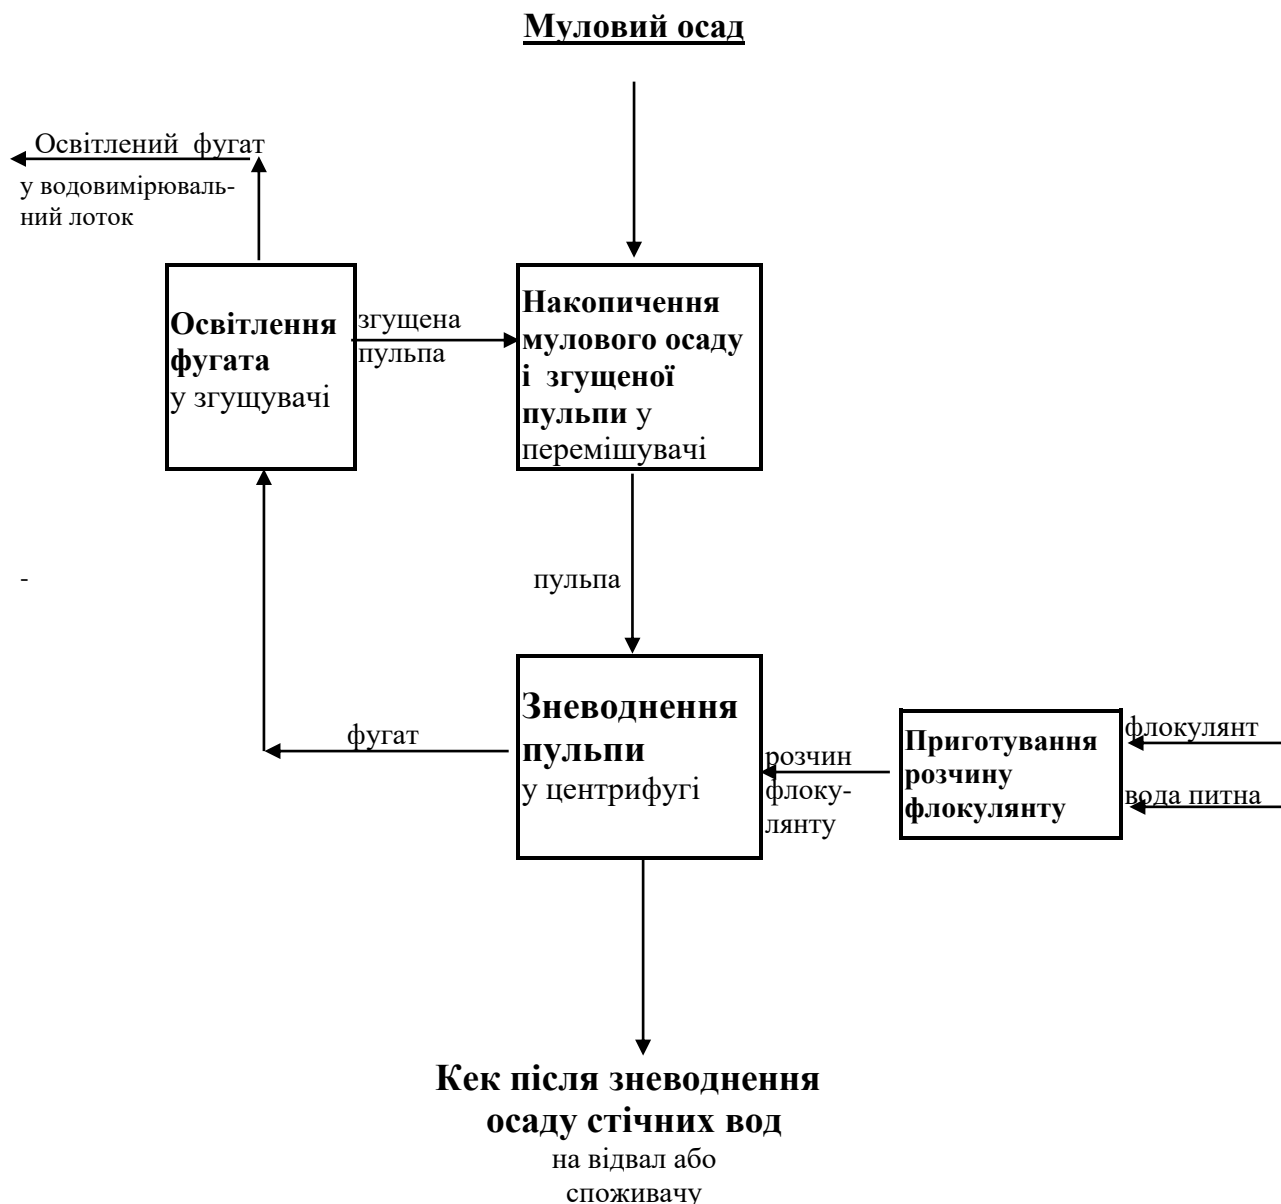 Муловий осад
Освітлений фугат
у водовимірюваль-
ний лоток
Освітлення
фугата
у згущувачі
згущена
пульпа
Накопичення
мулового осаду
і згущеної
пульпи у
перемішувачі
-
пульпа
Зневоднення
пульпи
у центрифугі
фугат
розчин
флоку-
лянту
Приготування
розчину
флокулянту
флокулянт
вода питна
Кек після зневоднення
осаду стічних вод
на відвал або
споживачу